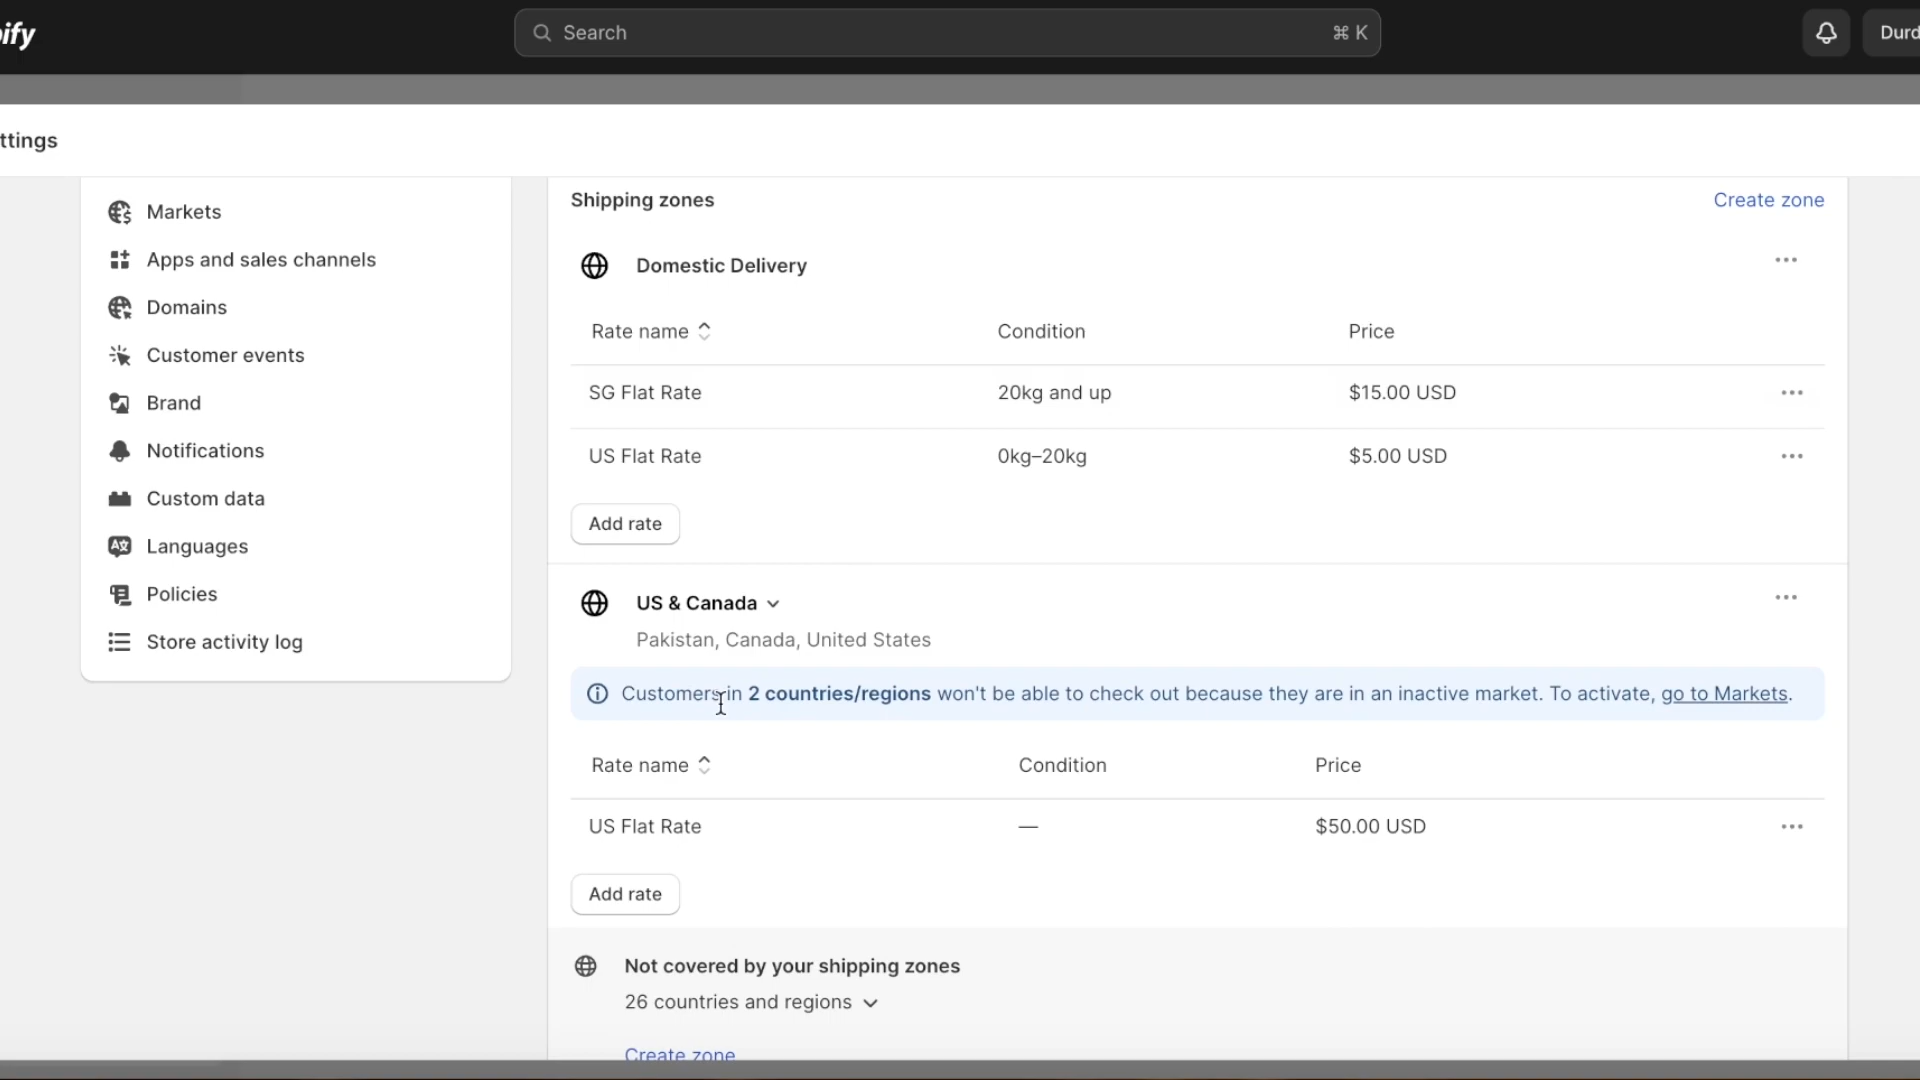 ify
Search
⌘ K
Durd
ttings
Markets
Apps and sales channels
Domains
Customer events
Brand
Notifications
Custom data
Languages
Policies
Store activity log
Shipping zones
Create zone
Domestic Delivery
Rate name Condition Price
SG Flat Rate 20kg and up $15.00 USD
US Flat Rate 0kg–20kg $5.00 USD
Add rate
US & Canada
Pakistan, Canada, United States
Customers in 2 countries/regions won't be able to check out because they are in an inactive market. To activate, go to Markets.
Rate name Condition Price
US Flat Rate — $50.00 USD
Add rate
Not covered by your shipping zones
26 countries and regions
Create zone